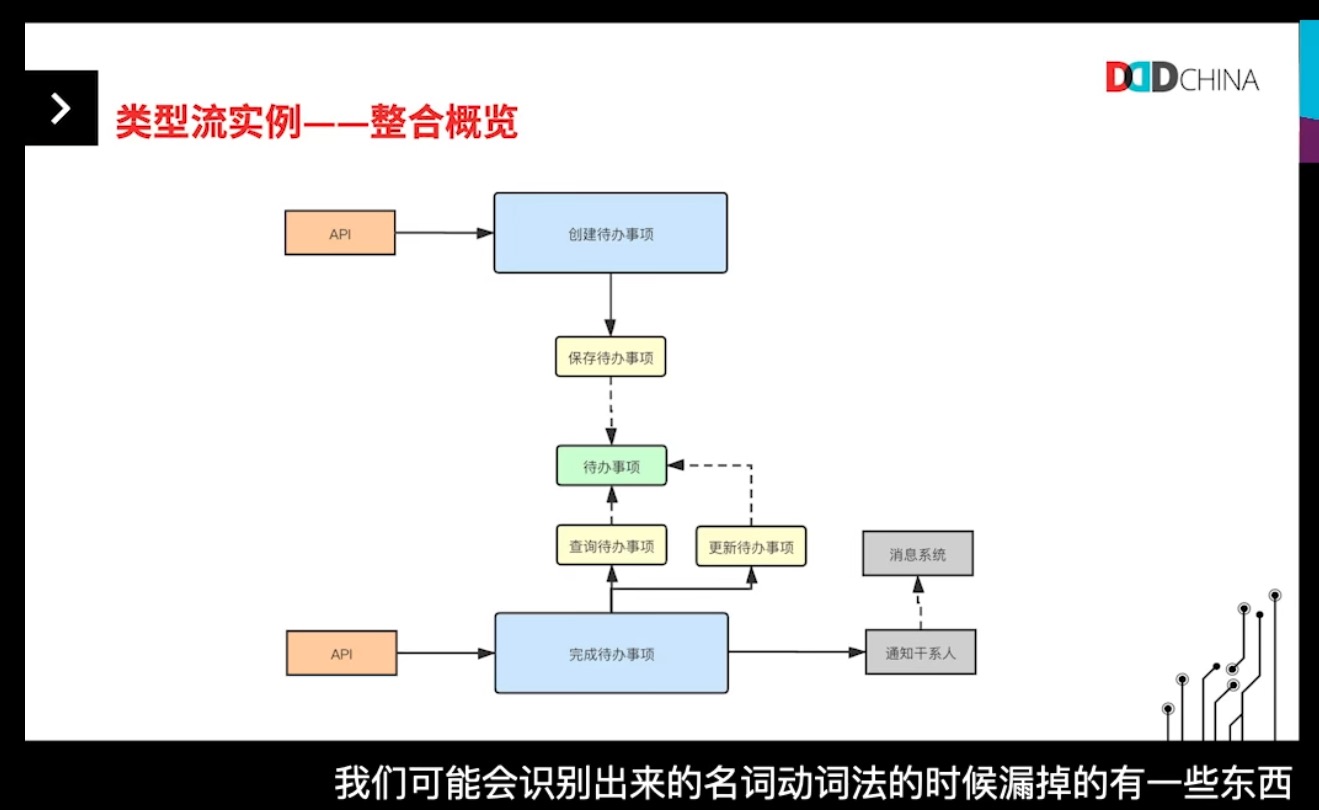 DDDCHINA
类型流实例——整合概览
API
创建待办事项
保存待办事项
待办事项
查询待办事项
更新待办事项
消息系统
API
完成待办事项
通知干系人
我们可能会识别出来的名词动词法的时候漏掉的有一些东西